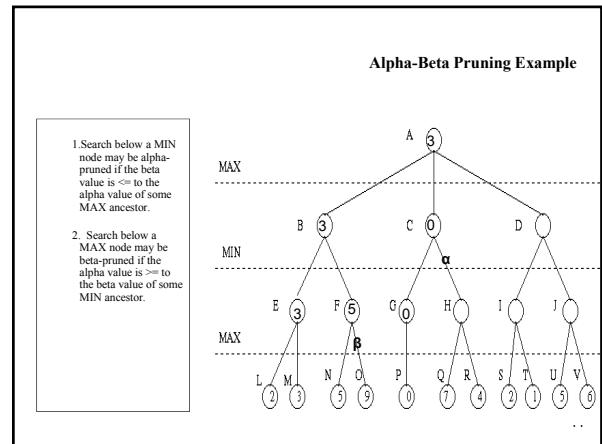 Alpha-Beta Pruning Example
1.Search below a MIN
node may be alpha-
pruned if the beta
value is <= to the
alpha value of some
MAX ancestor.
2. Search below a
MAX node may be
beta-pruned if the
alpha value is >= to
the beta value of some
MIN ancestor.
A 3
MAX
B 3 C 0 D
MIN
α
E 3 F 5 G 0 H I J
MAX
β
L M N O P Q R S T U V
2 3 5 9 0 7 4 2 1 5 6
. .